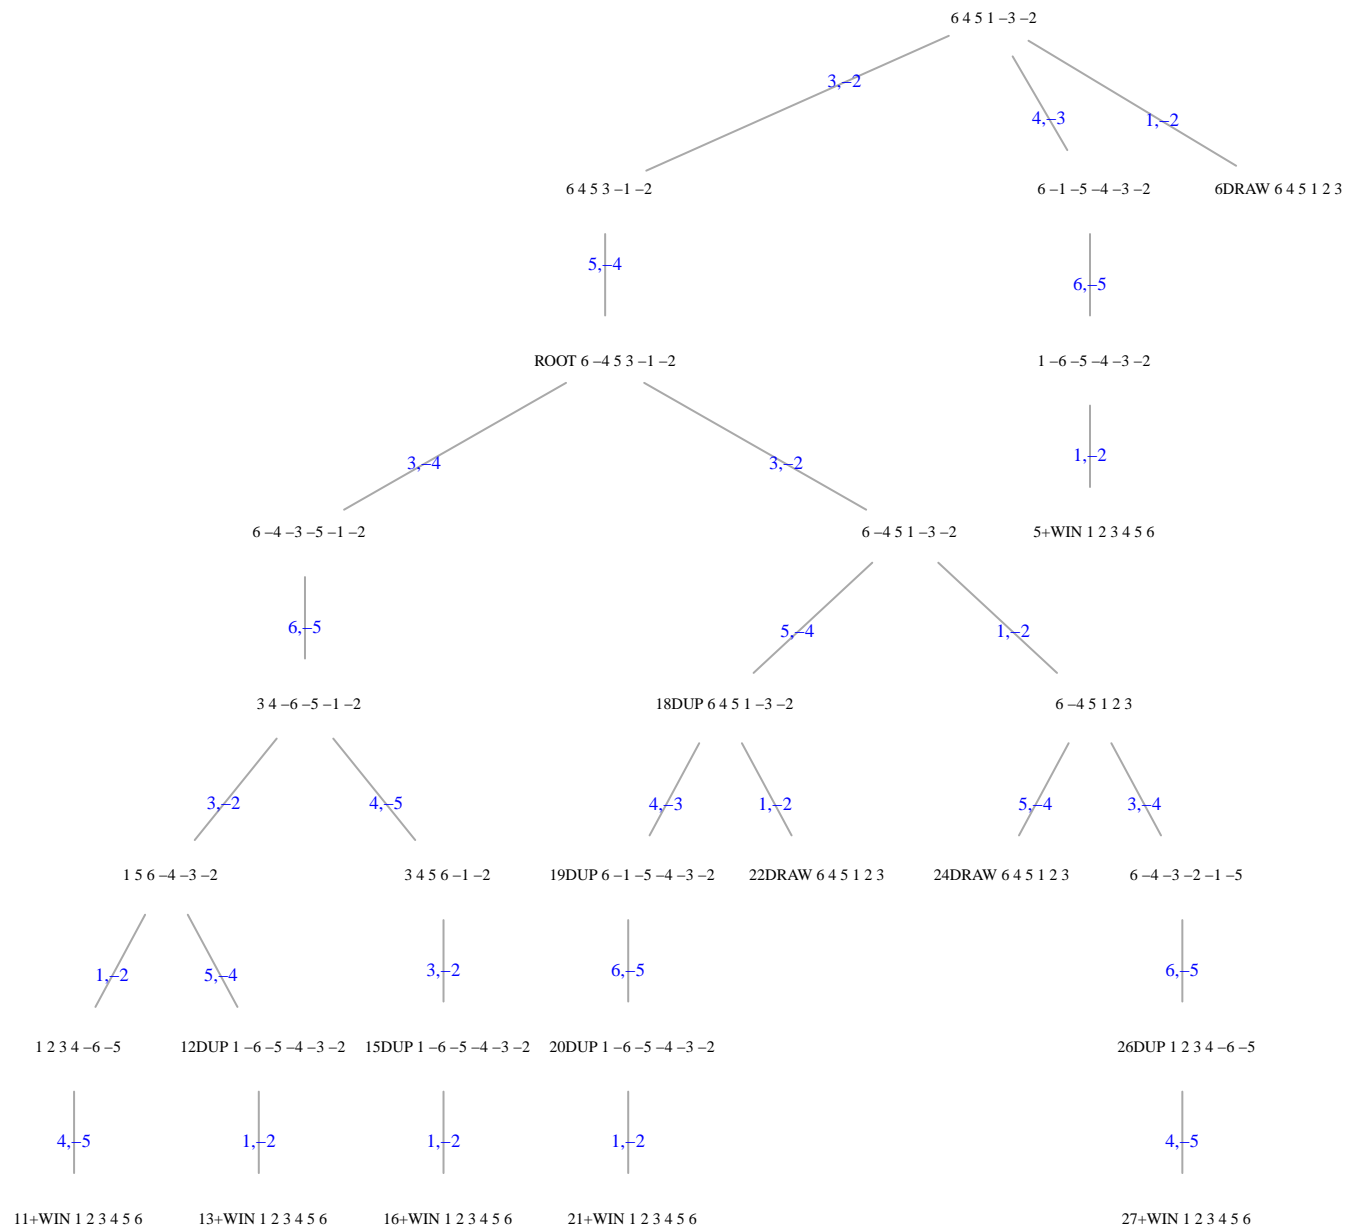 6 4 5 1 −3 −2
3,−2
4,−3
1,−2
6 4 5 3 −1 −2
6 −1 −5 −4 −3 −2
6DRAW 6 4 5 1 2 3
5,−4
6,−5
ROOT 6 −4 5 3 −1 −2
1 −6 −5 −4 −3 −2
3,−4
3,−2
1,−2
6 −4 −3 −5 −1 −2
6 −4 5 1 −3 −2
5+WIN 1 2 3 4 5 6
6,−5
5,−4
1,−2
3 4 −6 −5 −1 −2
18DUP 6 4 5 1 −3 −2
6 −4 5 1 2 3
3,−2
4,−5
4,−3
1,−2
5,−4
3,−4
1 5 6 −4 −3 −2
3 4 5 6 −1 −2
19DUP 6 −1 −5 −4 −3 −2
22DRAW 6 4 5 1 2 3
24DRAW 6 4 5 1 2 3
6 −4 −3 −2 −1 −5
1,−2
5,−4
3,−2
6,−5
6,−5
1 2 3 4 −6 −5
12DUP 1 −6 −5 −4 −3 −2
15DUP 1 −6 −5 −4 −3 −2
20DUP 1 −6 −5 −4 −3 −2
26DUP 1 2 3 4 −6 −5
4,−5
1,−2
1,−2
1,−2
4,−5
11+WIN 1 2 3 4 5 6
13+WIN 1 2 3 4 5 6
16+WIN 1 2 3 4 5 6
21+WIN 1 2 3 4 5 6
27+WIN 1 2 3 4 5 6